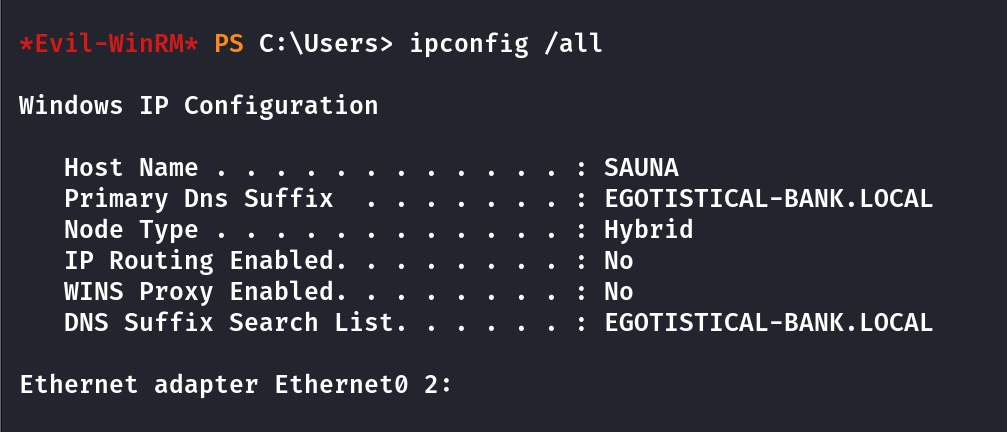 *Evil-WinRM* PS C:\Users> ipconfig /all
Windows IP Configuration
Host Name . . . . . . . . . . . . : SAUNA
Primary Dns Suffix  . . . . . . . : EGOTISTICAL-BANK.LOCAL
Node Type . . . . . . . . . . . . : Hybrid
IP Routing Enabled. . . . . . . . : No
WINS Proxy Enabled. . . . . . . . : No
DNS Suffix Search List. . . . . . : EGOTISTICAL-BANK.LOCAL
Ethernet adapter Ethernet0 2: